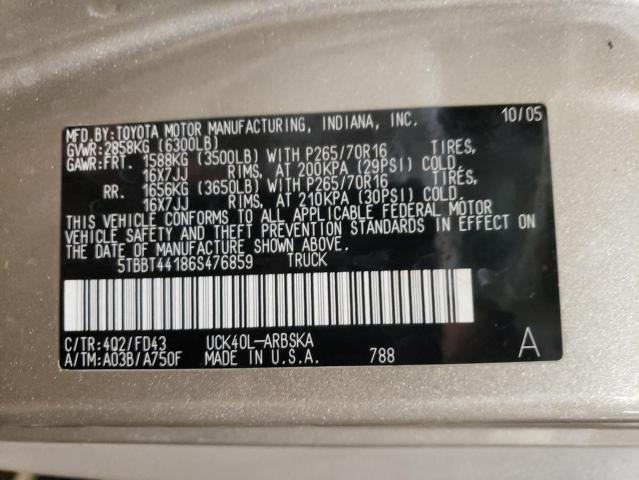 MFD.BY:TOYOTA MOTOR MANUFACTURING, INDIANA, INC. 10/05
GVWR:2858KG (6300LB)
GAWR:FRT. 1588KG (3500LB) WITH P265/70R16 TIRES,
16X7JJ RIMS, AT 200KPA (29PSI) COLD.
RR. 1656KG (3650LB) WITH P265/70R16 TIRES,
16X7JJ RIMS, AT 210KPA (30PSI) COLD.
THIS VEHICLE CONFORMS TO ALL APPLICABLE FEDERAL MOTOR
VEHICLE SAFETY AND THEFT PREVENTION STANDARDS IN EFFECT ON
THE DATE OF MANUFACTURE SHOWN ABOVE.
5TBBT44186S476859 TRUCK
C/TR:4Q2/FD43 UCK40L-ARBSKA
A/TM:A03B/A750F MADE IN U.S.A. 788 A